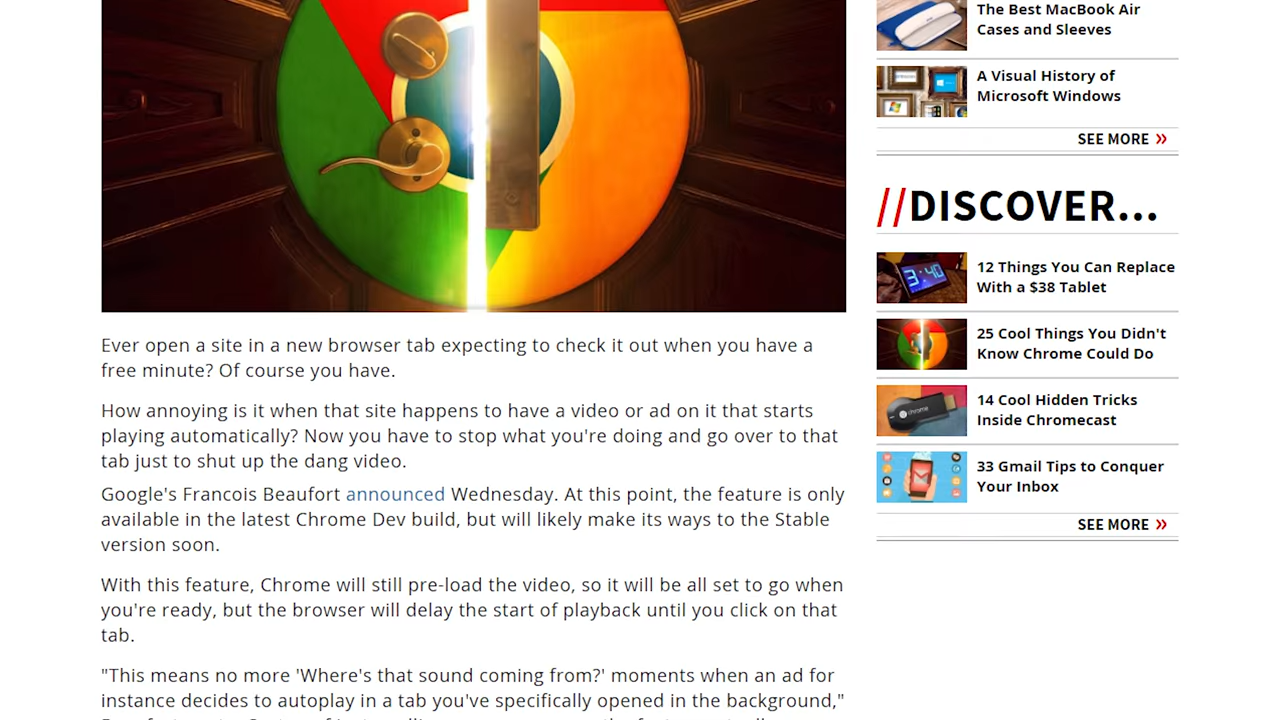 The Best MacBook Air
Cases and Sleeves
A Visual History of
Microsoft Windows
SEE MORE »
//DISCOVER...
12 Things You Can Replace
With a $38 Tablet
25 Cool Things You Didn't
Know Chrome Could Do
14 Cool Hidden Tricks
Inside Chromecast
33 Gmail Tips to Conquer
Your Inbox
SEE MORE »
Ever open a site in a new browser tab expecting to check it out when you have a
free minute? Of course you have.
How annoying is it when that site happens to have a video or ad on it that starts
playing automatically? Now you have to stop what you're doing and go over to that
tab just to shut up the dang video.
Google's Francois Beaufort announced Wednesday. At this point, the feature is only
available in the latest Chrome Dev build, but will likely make its ways to the Stable
version soon.
With this feature, Chrome will still pre-load the video, so it will be all set to go when
you're ready, but the browser will delay the start of playback until you click on that
tab.
"This means no more 'Where's that sound coming from?' moments when an ad for
instance decides to autoplay in a tab you've specifically opened in the background,"